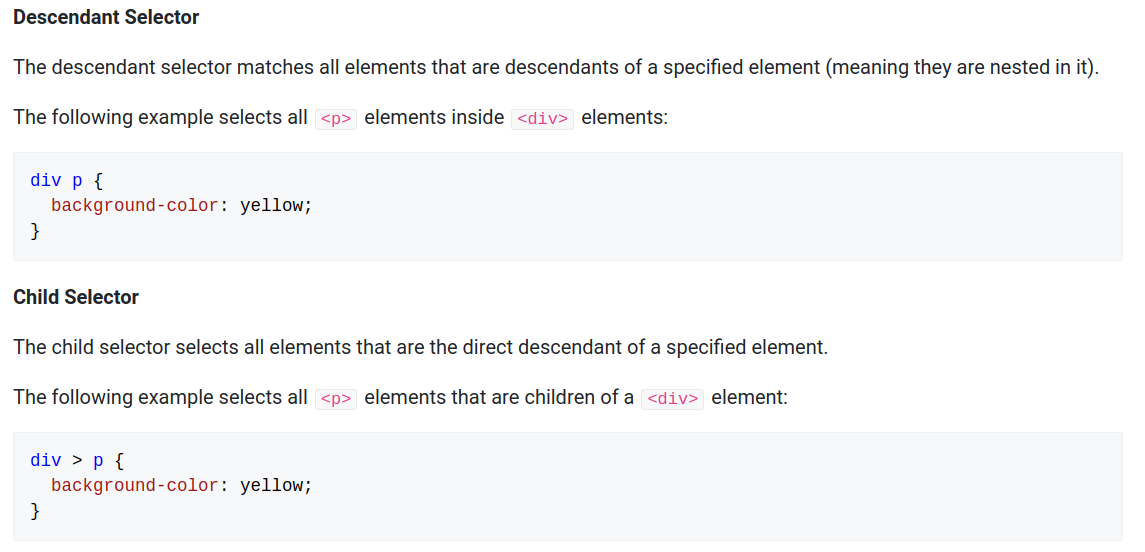 Descendant Selector
The descendant selector matches all elements that are descendants of a specified element (meaning they are nested in it).
The following example selects all <p> elements inside <div> elements:
div p {
  background-color: yellow;
}
Child Selector
The child selector selects all elements that are the direct descendant of a specified element.
The following example selects all <p> elements that are children of a <div> element:
div > p {
  background-color: yellow;
}